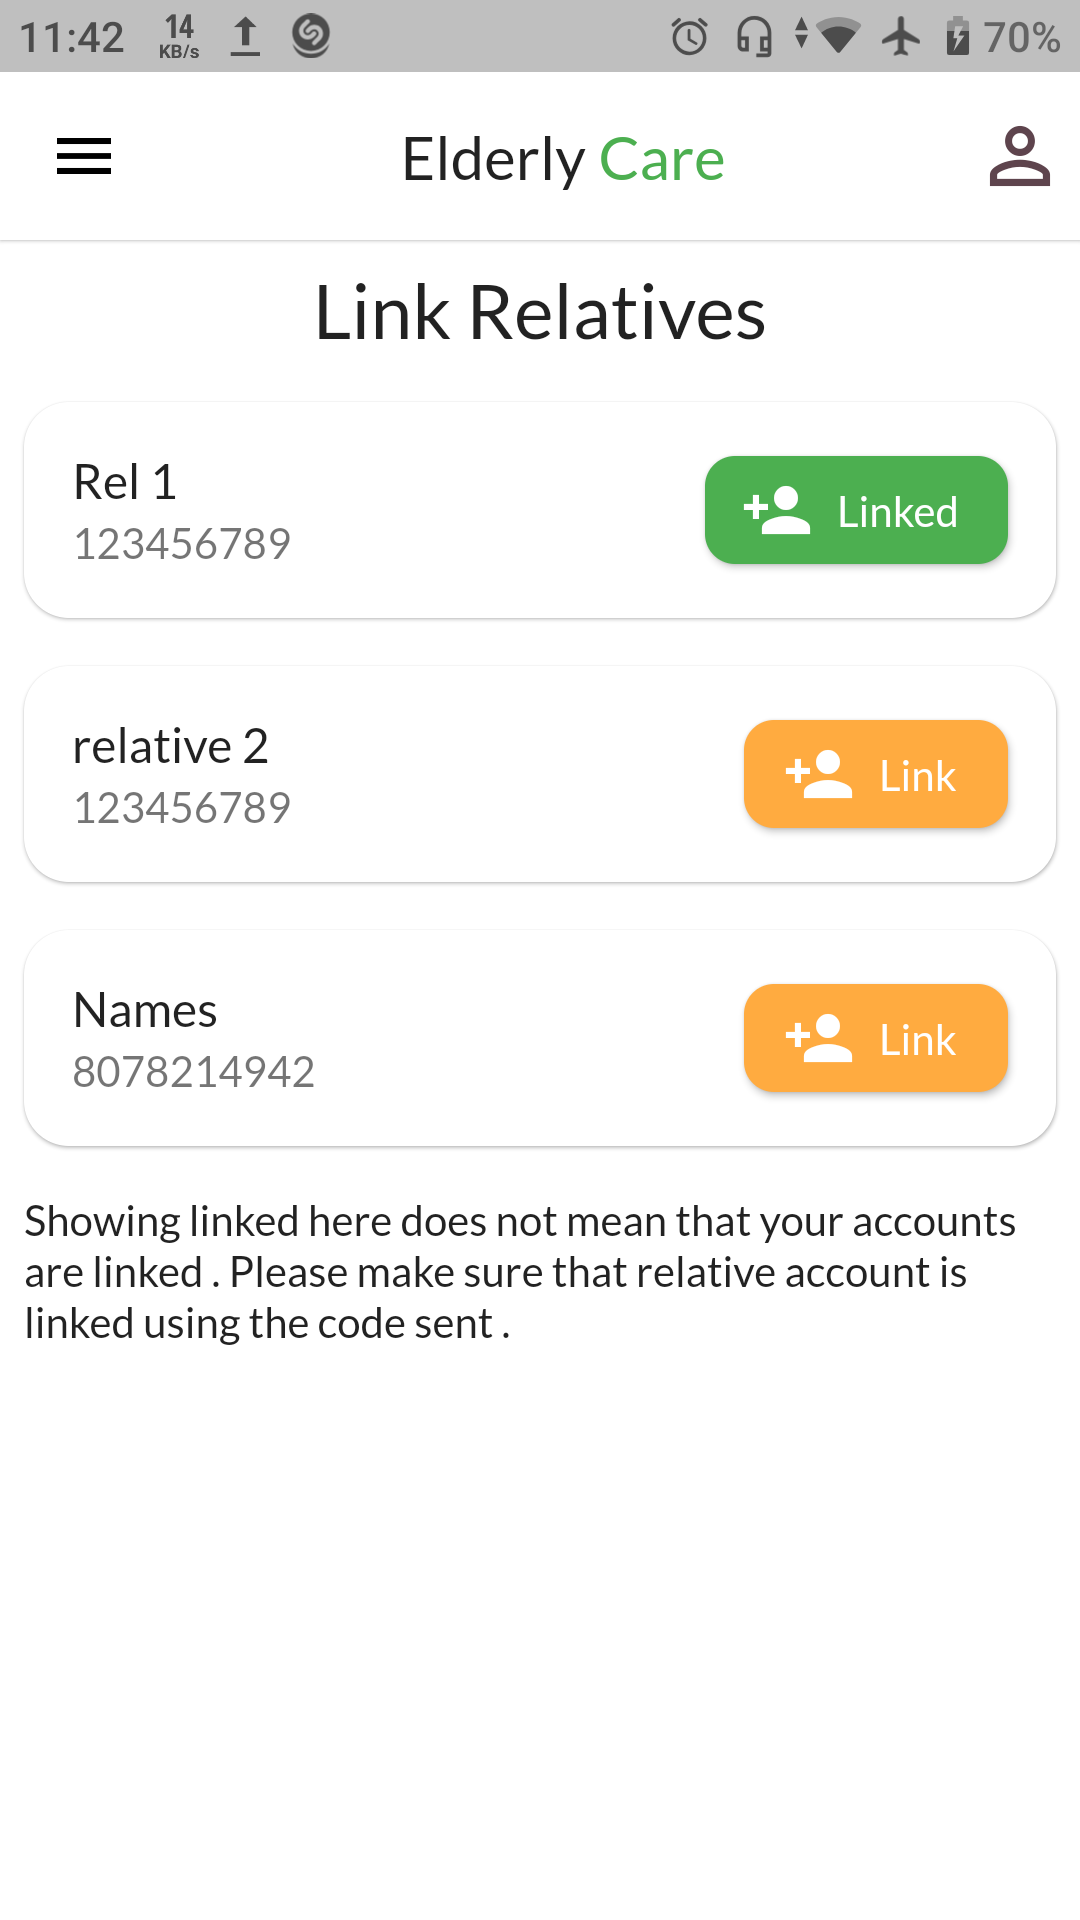 11:42 14 KB/s 70%
Elderly Care
Link Relatives
Rel 1
123456789
Linked
relative 2
123456789
Link
Names
8078214942
Link
Showing linked here does not mean that your accounts
are linked . Please make sure that relative account is
linked using the code sent .